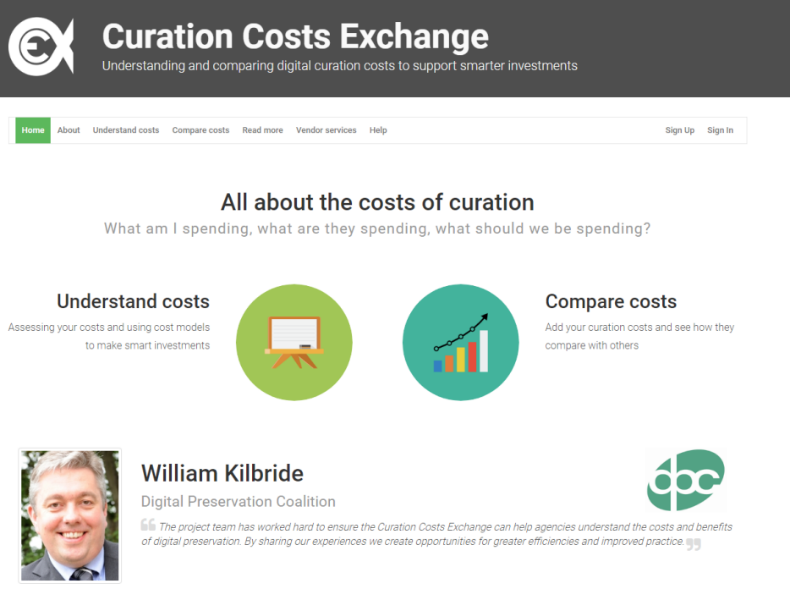 CEX
Curation Costs Exchange
Understanding and comparing digital curation costs to support smarter investments
Home About Understand costs Compare costs Read more Vendor services Help Sign Up Sign In
All about the costs of curation
What am I spending, what are they spending, what should we be spending?
Understand costs
Assessing your costs and using cost models
to make smart investments
Compare costs
Add your curation costs and see how they
compare with others
William Kilbride
Digital Preservation Coalition
dpc
“ The project team has worked hard to ensure the Curation Costs Exchange can help agencies understand the costs and benefits
of digital preservation. By sharing our experiences we create opportunities for greater efficiencies and improved practice. ”